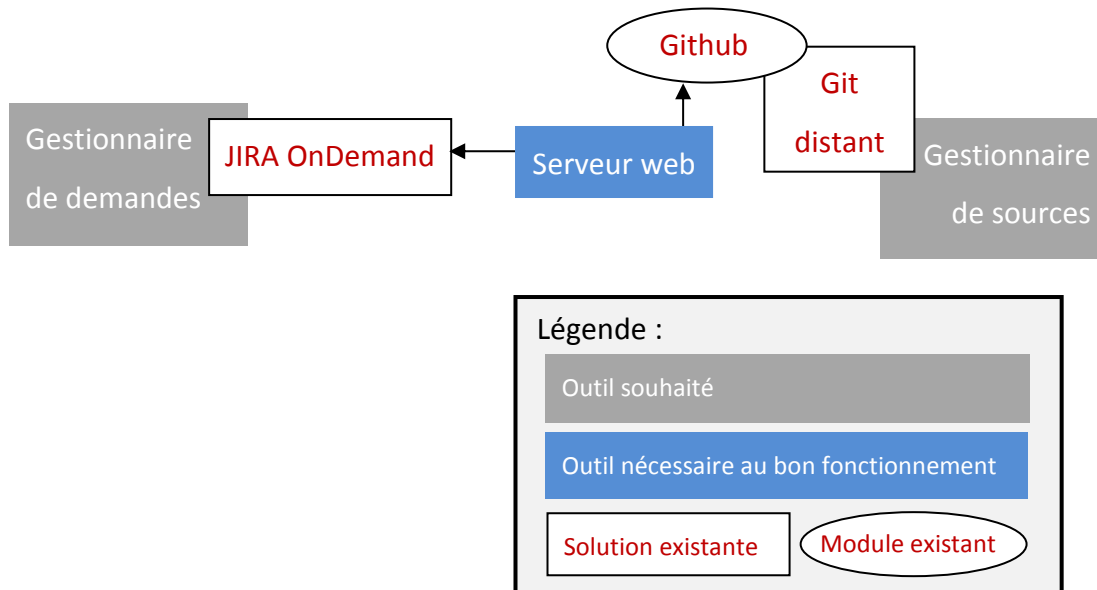 Github
Git
distant
Gestionnaire
de demandes
JIRA OnDemand
Serveur web
Gestionnaire
de sources
Légende :
Outil souhaité
Outil nécessaire au bon fonctionnement
Solution existante
Module existant